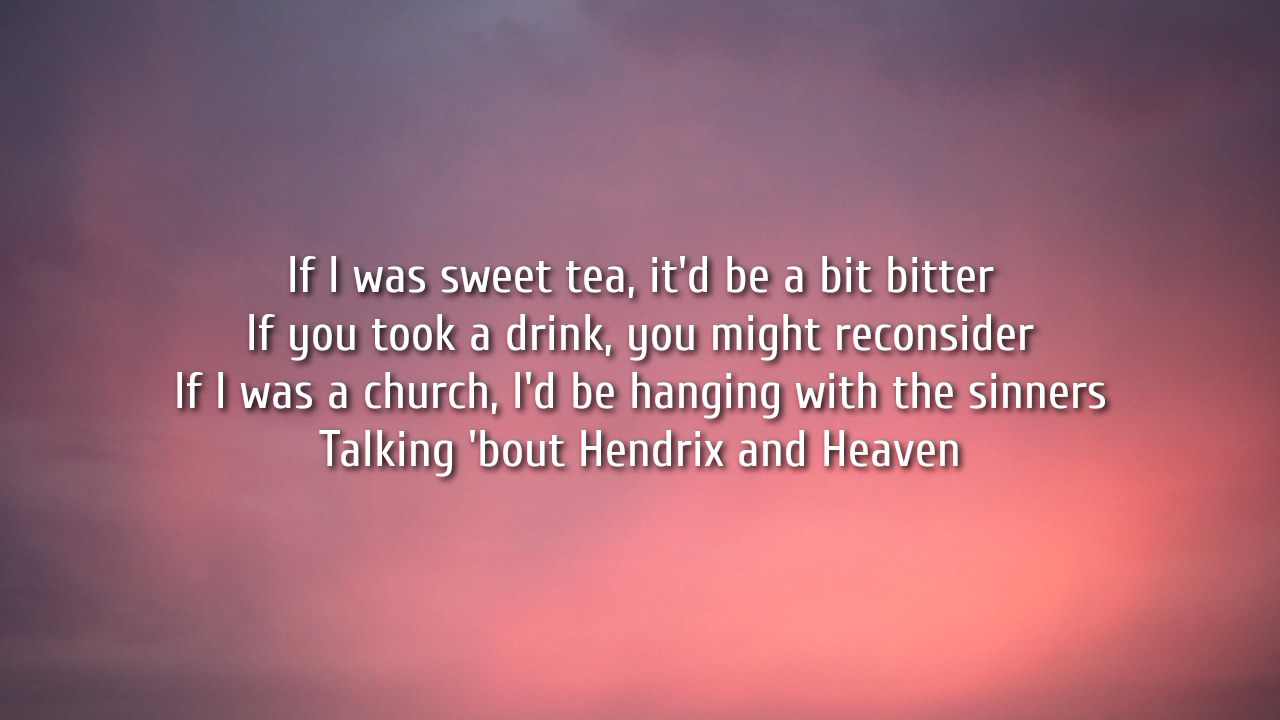 If I was sweet tea, it'd be a bit bitter
If you took a drink, you might reconsider
If I was a church, I'd be hanging with the sinners
Talking 'bout Hendrix and Heaven